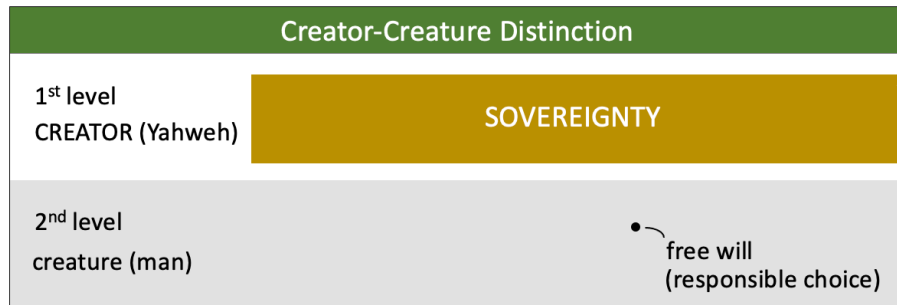 Creator-Creature Distinction
1st level
CREATOR (Yahweh)
SOVEREIGNTY
2nd level
creature (man)
free will
(responsible choice)